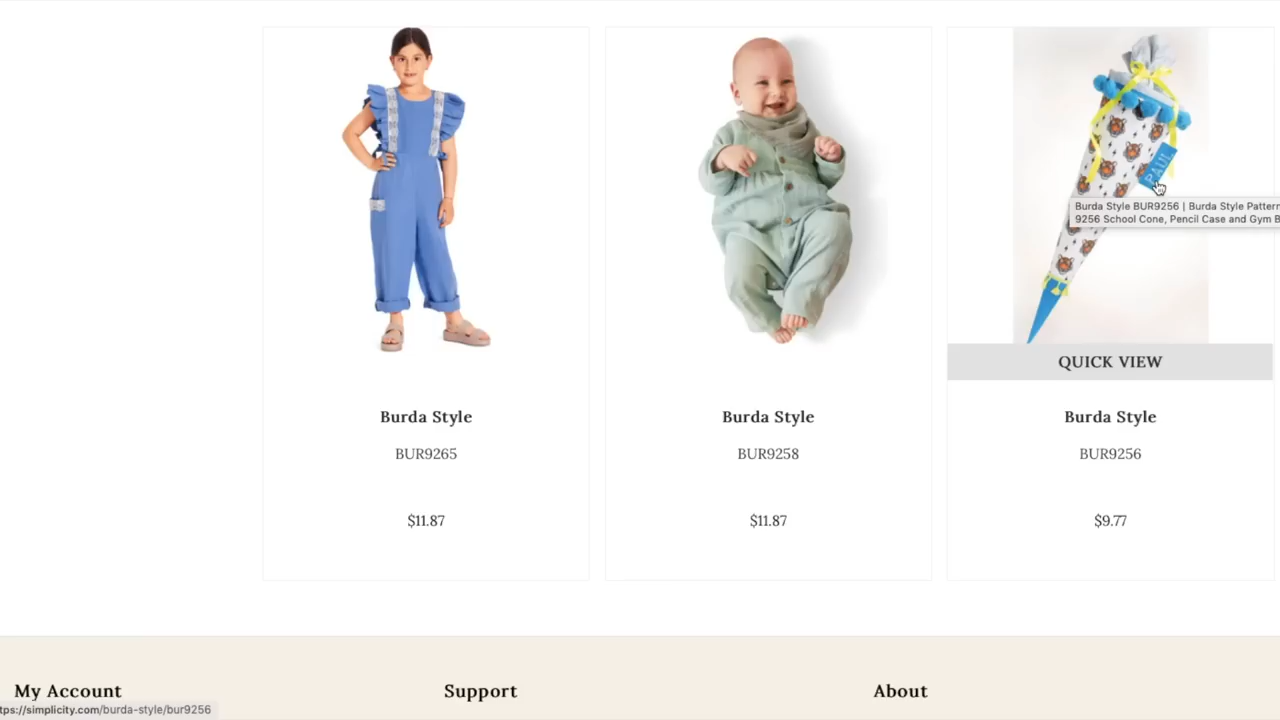 PAUL
Burda Style BUR9256 | Burda Style Pattern
9256 School Cone, Pencil Case and Gym B
QUICK VIEW
Burda Style
BUR9265
$11.87
Burda Style
BUR9258
$11.87
Burda Style
BUR9256
$9.77
My Account
Support
About
tps://simplicity.com/burda-style/bur9256